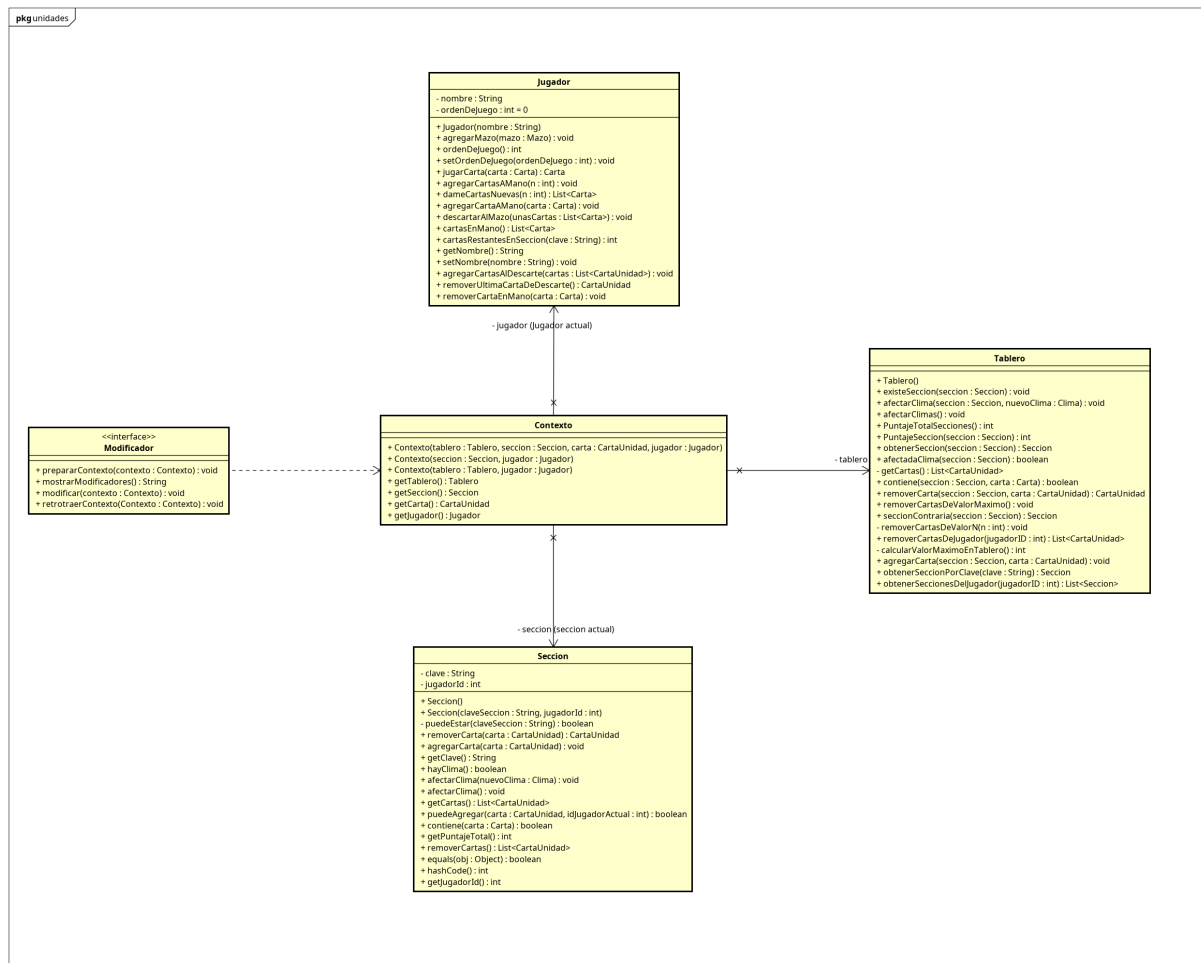 pkg unidades
Jugador
- nombre : String
- ordenDeJuego : int = 0
+ Jugador(nombre : String)
+ agregarMazo(mazo : Mazo) : void
+ ordenDeJuego() : int
+ setOrdenDeJuego(ordenDeJuego : int) : void
+ jugarCarta(carta : Carta) : Carta
+ agregarCartasAMano(n : int) : void
+ dameCartasNuevas(n : int) : List<Carta>
+ agregarCartaAMano(carta : Carta) : void
+ descartarAlMazo(unasCartas : List<Carta>) : void
+ cartasEnMano() : List<Carta>
+ cartasRestantesEnSeccion(clave : String) : int
+ getNombre() : String
+ setNombre(nombre : String) : void
+ agregarCartasAlDescarte(cartas : List<CartaUnidad>) : void
+ removerUltimaCartaDeDescarte() : CartaUnidad
+ removerCartaEnMano(carta : Carta) : void
- jugador (Jugador actual)
<<interface>>
Modificador
+ prepararContexto(contexto : Contexto) : void
+ mostrarModificadores() : String
+ modificar(contexto : Contexto) : void
+ retrotraerContexto(Contexto : Contexto) : void
Contexto
+ Contexto(tablero : Tablero, seccion : Seccion, carta : CartaUnidad, jugador : Jugador)
+ Contexto(seccion : Seccion, jugador : Jugador)
+ Contexto(tablero : Tablero, jugador : Jugador)
+ getTablero() : Tablero
+ getSeccion() : Seccion
+ getCarta() : CartaUnidad
+ getJugador() : Jugador
- tablero
Tablero
+ Tablero()
+ existeSeccion(seccion : Seccion) : void
+ afectarClima(seccion : Seccion, nuevoClima : Clima) : void
+ afectarClimas() : void
+ PuntajeTotalSecciones() : int
+ PuntajeSeccion(seccion : Seccion) : int
+ obtenerSeccion(seccion : Seccion) : Seccion
+ afectadaClima(seccion : Seccion) : boolean
- getCartas() : List<CartaUnidad>
+ contiene(seccion : Seccion, carta : Carta) : boolean
+ removerCarta(seccion : Seccion, carta : CartaUnidad) : CartaUnidad
+ removerCartasDeValorMaximo() : void
+ seccionContraria(seccion : Seccion) : Seccion
- removerCartasDeValorN(n : int) : void
+ removerCartasDeJugador(jugadorID : int) : List<CartaUnidad>
- calcularValorMaximoEnTablero() : int
+ agregarCarta(seccion : Seccion, carta : CartaUnidad) : void
+ obtenerSeccionPorClave(clave : String) : Seccion
+ obtenerSeccionesDelJugador(jugadorID : int) : List<Seccion>
- seccion (seccion actual)
Seccion
- clave : String
- jugadorId : int
+ Seccion()
+ Seccion(claveSeccion : String, jugadorId : int)
- puedeEstar(claveSeccion : String) : boolean
+ removerCarta(carta : CartaUnidad) : CartaUnidad
+ agregarCarta(carta : CartaUnidad) : void
+ getClave() : String
+ hayClima() : boolean
+ afectarClima(nuevoClima : Clima) : void
+ afectarClima() : void
+ getCartas() : List<CartaUnidad>
+ puedeAgregar(carta : CartaUnidad, idJugadorActual : int) : boolean
+ contiene(carta : Carta) : boolean
+ getPuntajeTotal() : int
+ removerCartas() : List<CartaUnidad>
+ equals(obj : Object) : boolean
+ hashCode() : int
+ getJugadorId() : int